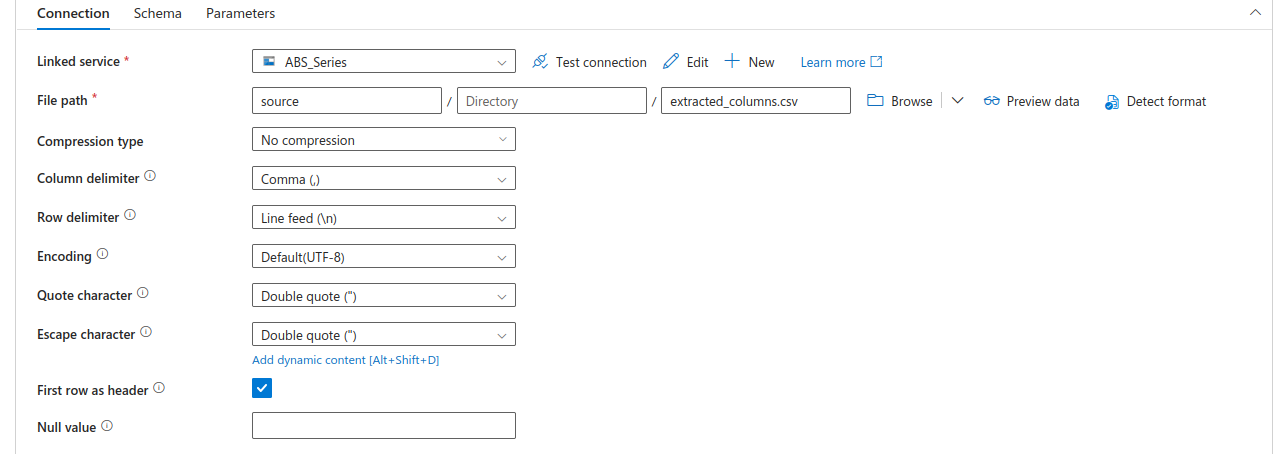 Connection Schema Parameters
Linked service * ABS_Series Test connection Edit New Learn more
File path * source / Directory / extracted_columns.csv Browse Preview data Detect format
Compression type No compression
Column delimiter Comma (,)
Row delimiter Line feed (\n)
Encoding Default(UTF-8)
Quote character Double quote (")
Escape character Double quote (")
Add dynamic content [Alt+Shift+D]
First row as header
Null value